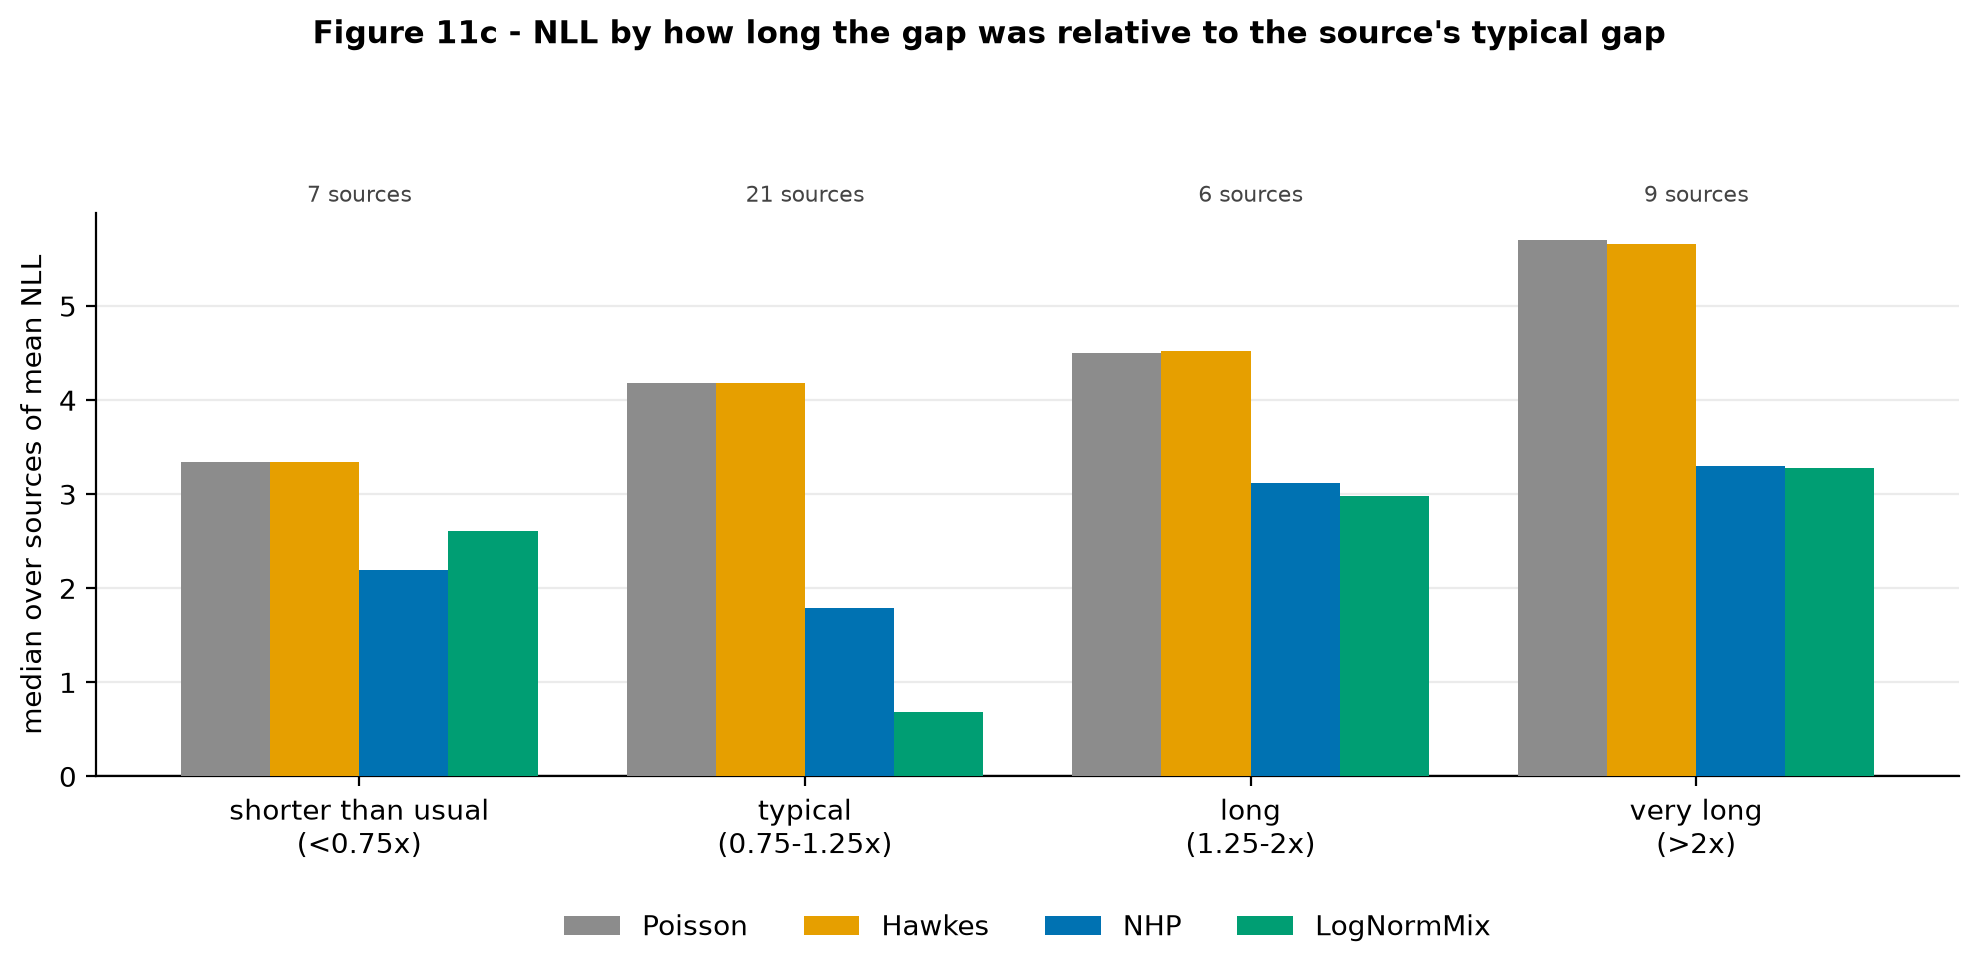 Figure 11c - NLL by how long the gap was relative to the source's typical gap
7 sources
21 sources
6 sources
9 sources
median over sources of mean NLL
5
4
3
2
1
0
shorter than usual
(<0.75x)
typical
(0.75-1.25x)
long
(1.25-2x)
very long
(>2x)
Poisson
Hawkes
NHP
LogNormMix